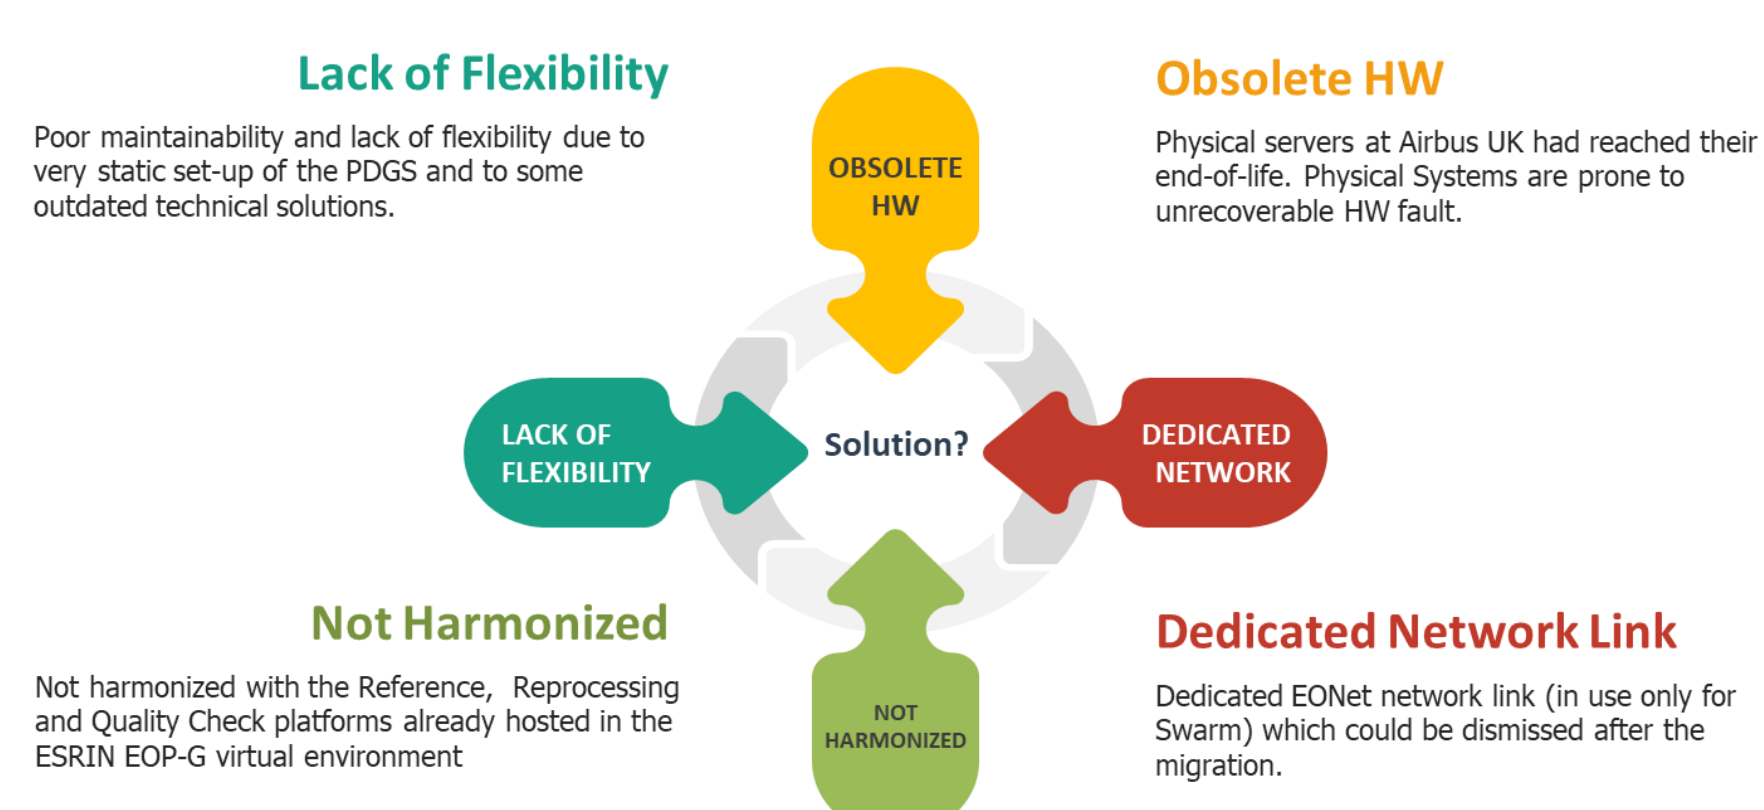 Lack of Flexibility
Poor maintainability and lack of flexibility due to
very static set-up of the PDGS and to some
outdated technical solutions.
OBSOLETE
HW
Obsolete HW
Physical servers at Airbus UK had reached their
end-of-life. Physical Systems are prone to
unrecoverable HW fault.
LACK OF
FLEXIBILITY
Solution?
DEDICATED
NETWORK
Not Harmonized
Not harmonized with the Reference, Reprocessing
and Quality Check platforms already hosted in the
ESRIN EOP-G virtual environment
NOT
HARMONIZED
Dedicated Network Link
Dedicated EONet network link (in use only for
Swarm) which could be dismissed after the
migration.